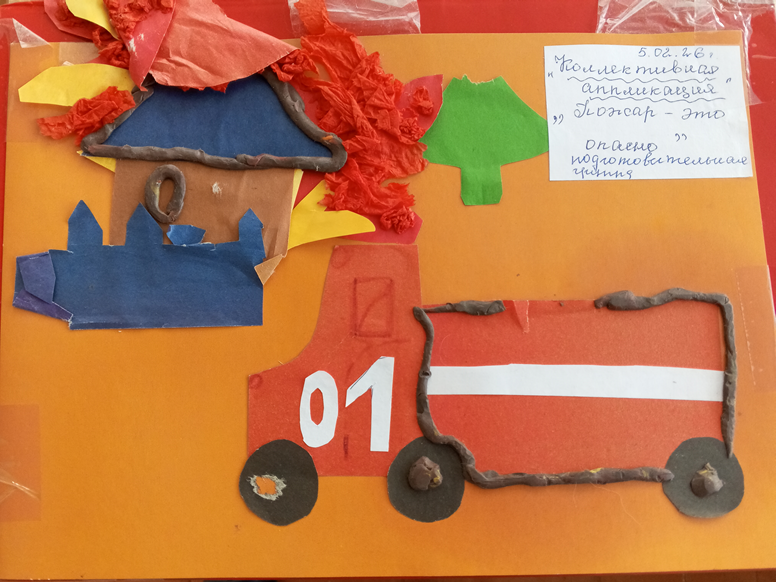 5.02.26г
"Коллективная
аппликация"
„Пожар - это
опасно"
подготовительная
группа
01